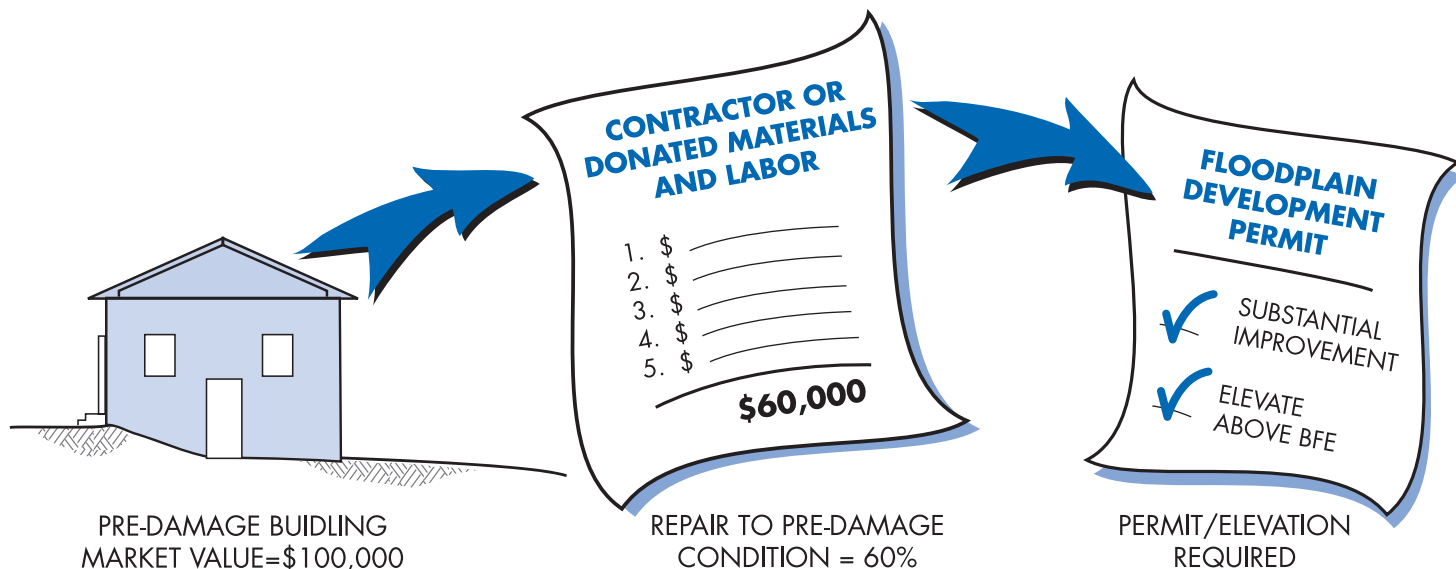 PRE-DAMAGE BUIDLING
MARKET VALUE=$100,000
CONTRACTOR OR
DONATED MATERIALS
AND LABOR
1. $
2. $
3. $
4. $
5. $
$60,000
REPAIR TO PRE-DAMAGE
CONDITION = 60%
FLOODPLAIN
DEVELOPMENT
PERMIT
SUBSTANTIAL
IMPROVEMENT
ELEVATE
ABOVE BFE
PERMIT/ELEVATION
REQUIRED